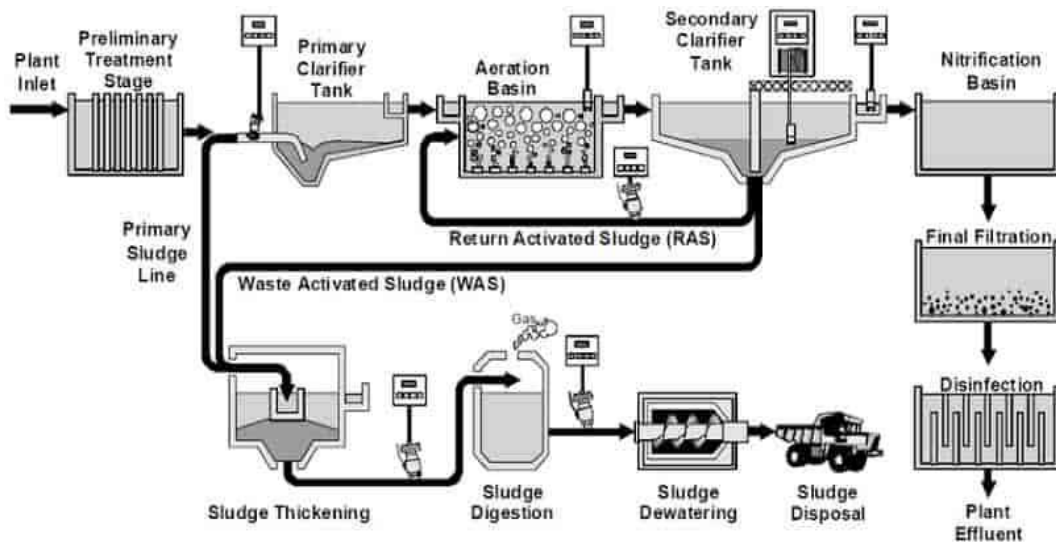 Plant
Inlet
Preliminary
Treatment
Stage
Primary
Clarifier
Tank
Aeration
Basin
Secondary
Clarifier
Tank
Nitrification
Basin
Primary
Sludge
Line
Return Activated Sludge (RAS)
Waste Activated Sludge (WAS)
Final Filtration
Gas
Disinfection
Sludge Thickening
Sludge
Digestion
Sludge
Dewatering
Sludge
Disposal
Plant
Effluent